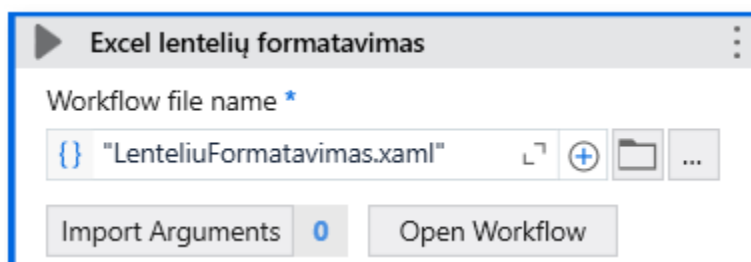 Excel lentelių formatavimas
Workflow file name *
{} "LenteliuFormatavimas.xaml" ...
Import Arguments 0 Open Workflow